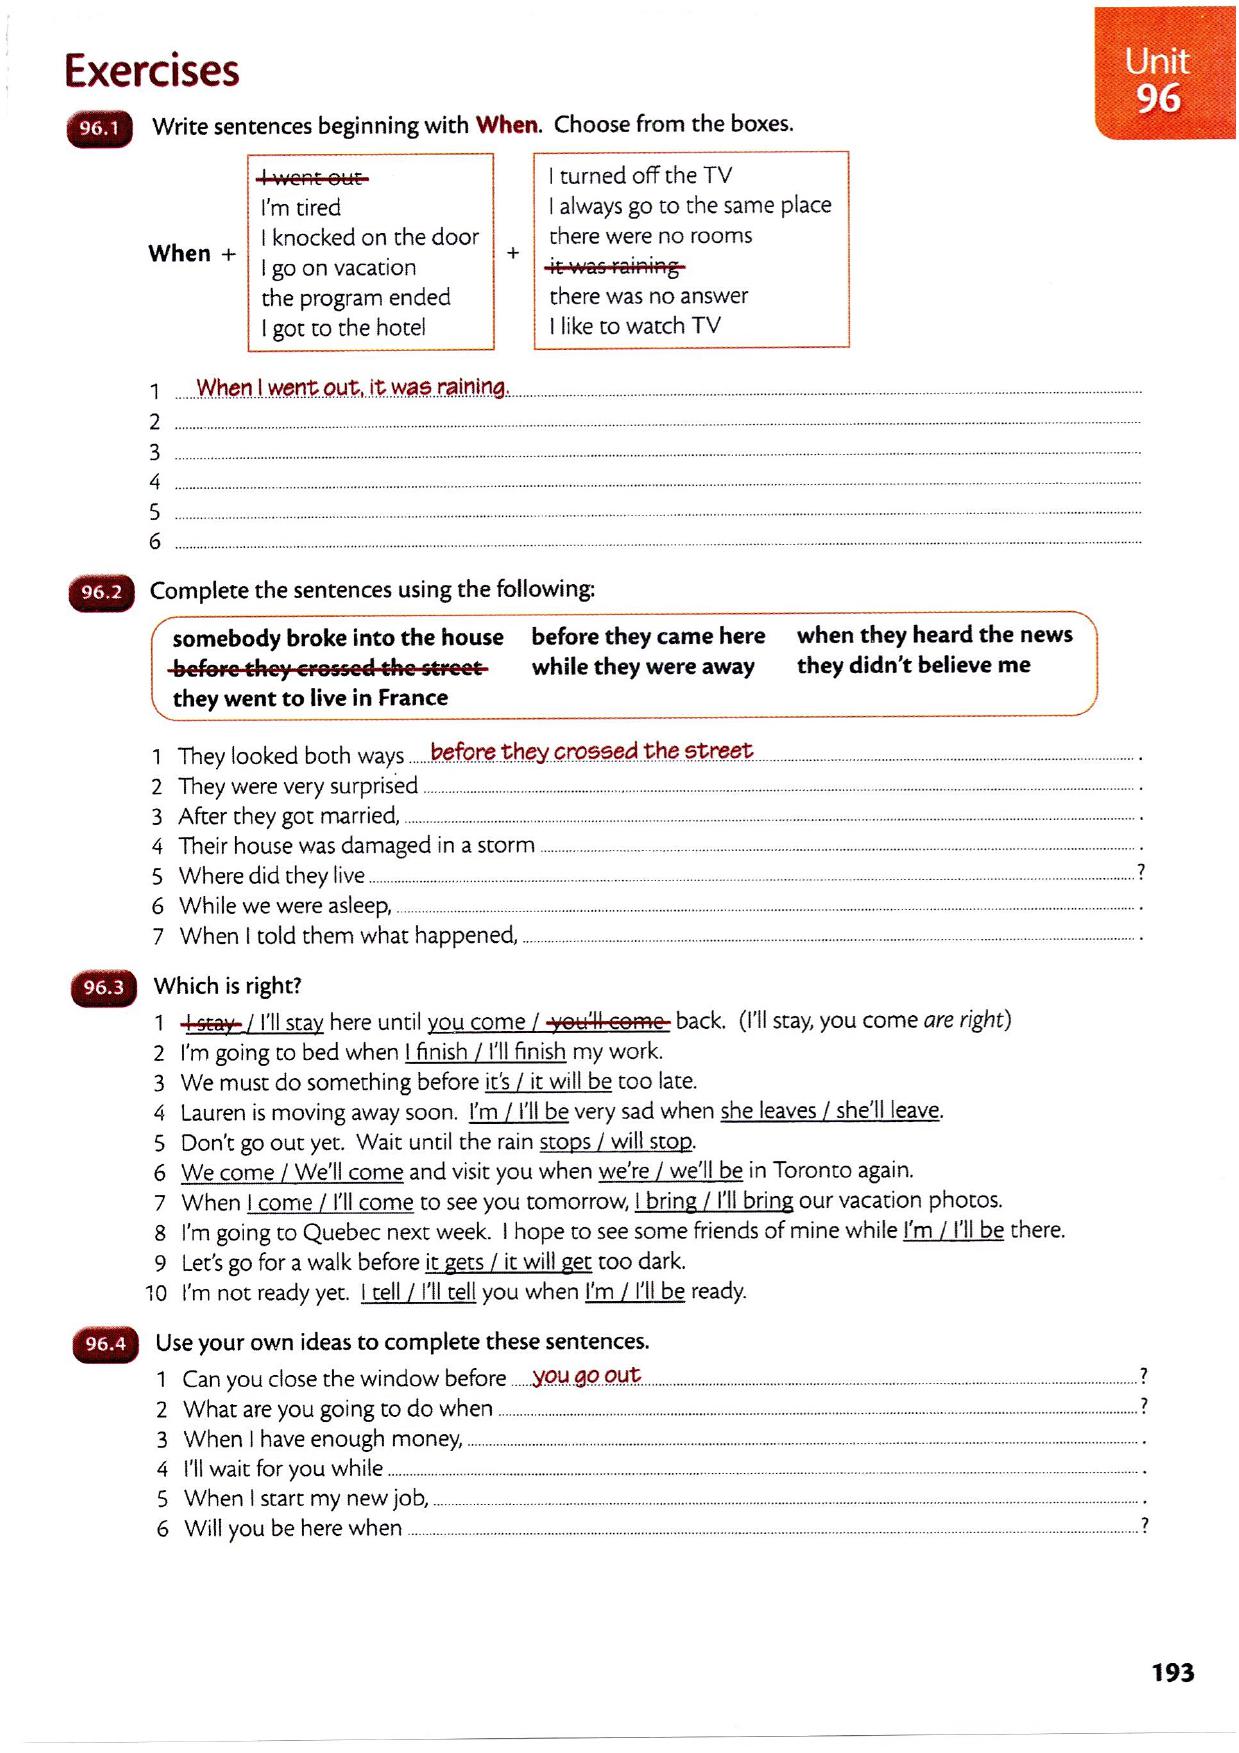 Exercises
Unit
96
96.1 Write sentences beginning with When. Choose from the boxes.
When +
I went out
I'm tired
I knocked on the door
I go on vacation
the program ended
I got to the hotel
+
I turned off the TV
I always go to the same place
there were no rooms
it was raining
there was no answer
I like to watch TV
1 When I went out, it was raining.
2
3
4
5
6
96.2 Complete the sentences using the following:
somebody broke into the house before they came here when they heard the news
before they crossed the street while they were away they didn't believe me
they went to live in France
1 They looked both ways before they crossed the street .
2 They were very surprised .
3 After they got married, .
4 Their house was damaged in a storm .
5 Where did they live ?
6 While we were asleep, .
7 When I told them what happened, .
96.3 Which is right?
1 I stay / I'll stay here until you come / you'll come back. (I'll stay, you come are right)
2 I'm going to bed when I finish / I'll finish my work.
3 We must do something before it's / it will be too late.
4 Lauren is moving away soon. I'm / I'll be very sad when she leaves / she'll leave.
5 Don't go out yet. Wait until the rain stops / will stop.
6 We come / We'll come and visit you when we're / we'll be in Toronto again.
7 When I come / I'll come to see you tomorrow, I bring / I'll bring our vacation photos.
8 I'm going to Quebec next week. I hope to see some friends of mine while I'm / I'll be there.
9 Let's go for a walk before it gets / it will get too dark.
10 I'm not ready yet. I tell / I'll tell you when I'm / I'll be ready.
96.4 Use your own ideas to complete these sentences.
1 Can you close the window before you go out ?
2 What are you going to do when ?
3 When I have enough money, .
4 I'll wait for you while .
5 When I start my new job, .
6 Will you be here when ?
193